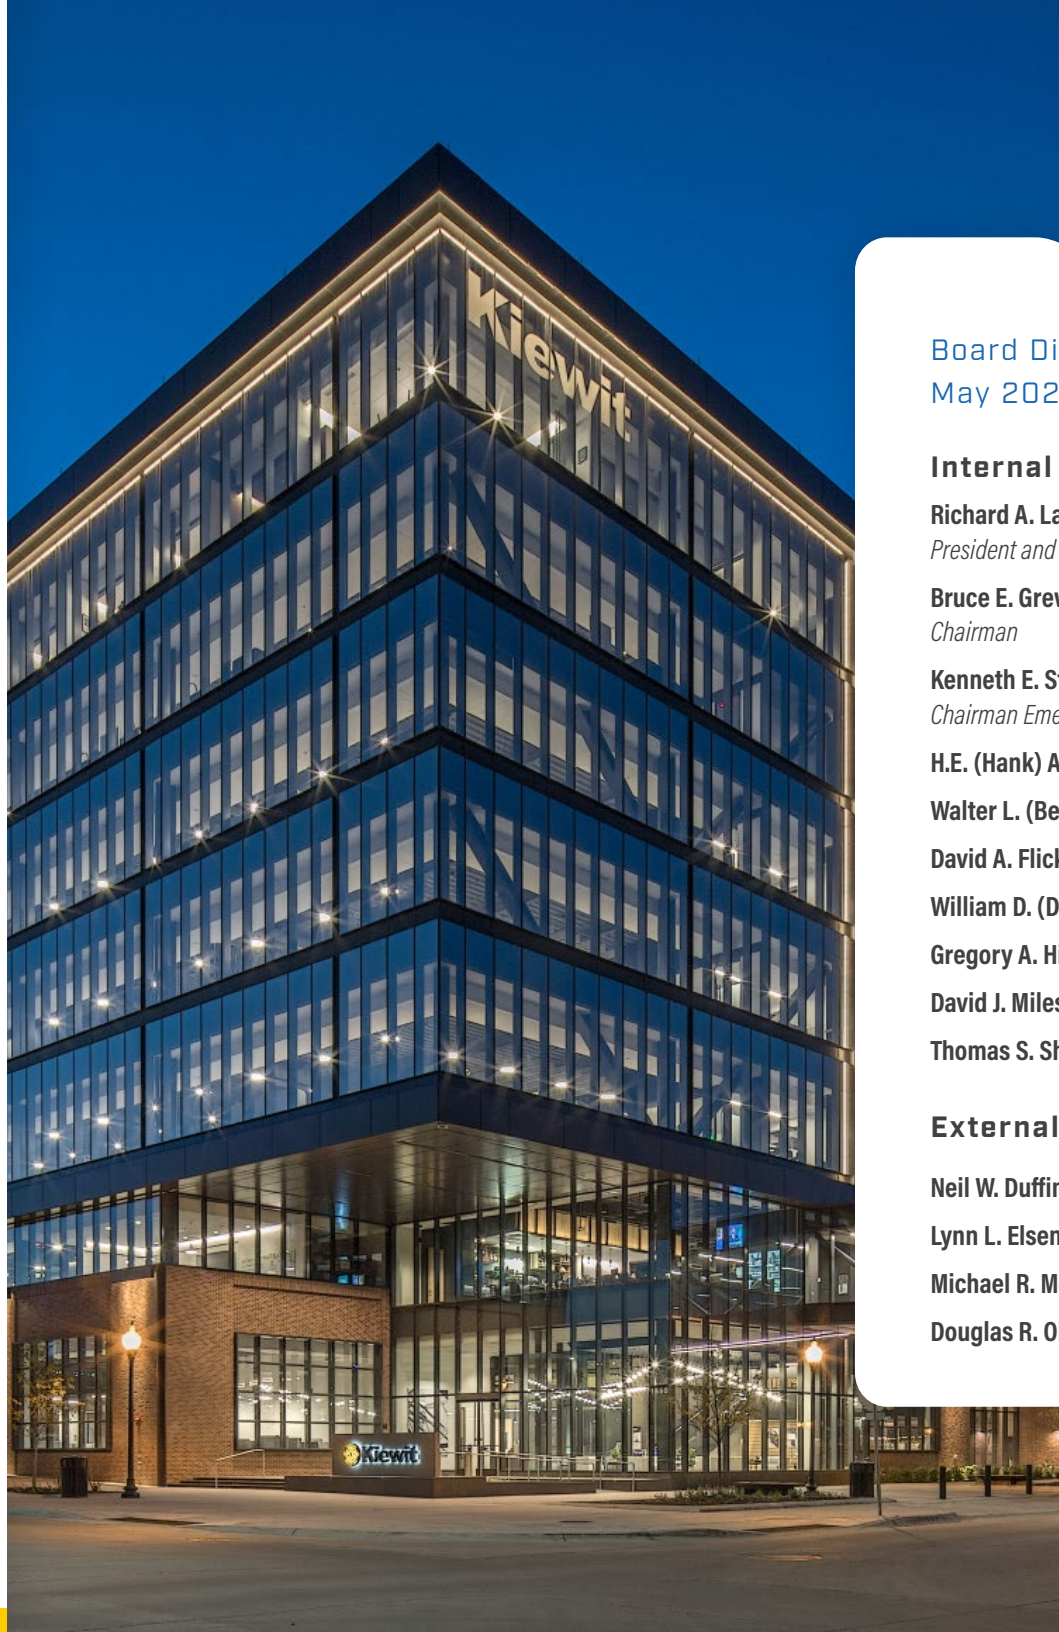 Kiewit
Board Di
May 202
Internal
Richard A. La
President and
Bruce E. Grew
Chairman
Kenneth E. St
Chairman Eme
H.E. (Hank) A
Walter L. (Be
David A. Flick
William D. (D
Gregory A. Hi
David J. Miles
Thomas S. Sh
External
Neil W. Duffin
Lynn L. Elsen
Michael R. M
Douglas R. O
Kiewit